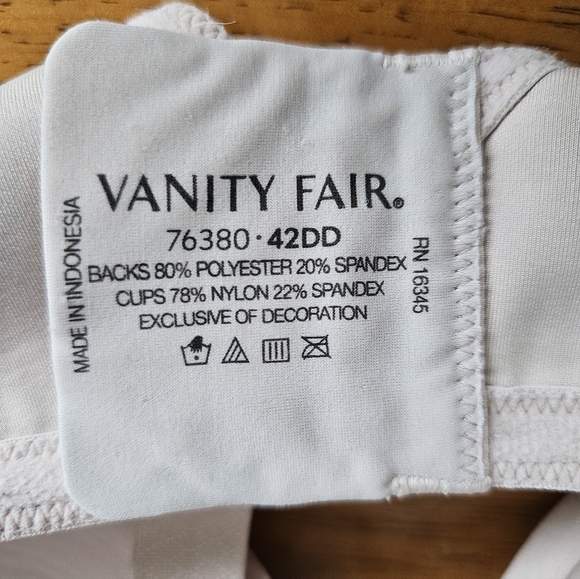 VANITY FAIR®
76380 · 42DD
BACKS 80% POLYESTER 20% SPANDEX
CUPS 78% NYLON 22% SPANDEX
EXCLUSIVE OF DECORATION
MADE IN INDONESIA
RN 16345